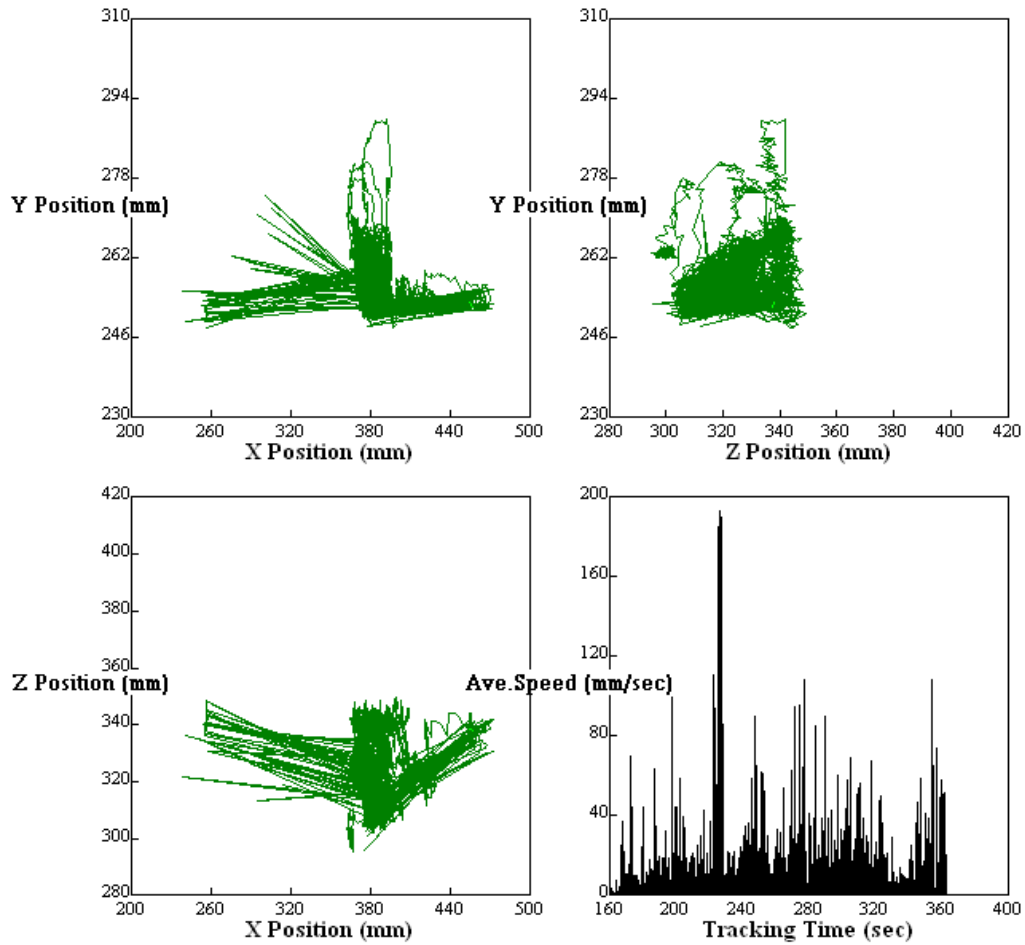 310
294
278
Y Position (mm)
262
246
230
200 260 320 380 440 500
X Position (mm)
310
294
278
Y Position (mm)
262
246
230
280 300 320 340 360 380 400 420
Z Position (mm)
420
400
380
360
Z Position (mm)
340
320
300
280
200 260 320 380 440 500
X Position (mm)
200
160
120
Ave.Speed (mm/sec)
80
40
0
160 200 240 280 320 360 400
Tracking Time (sec)